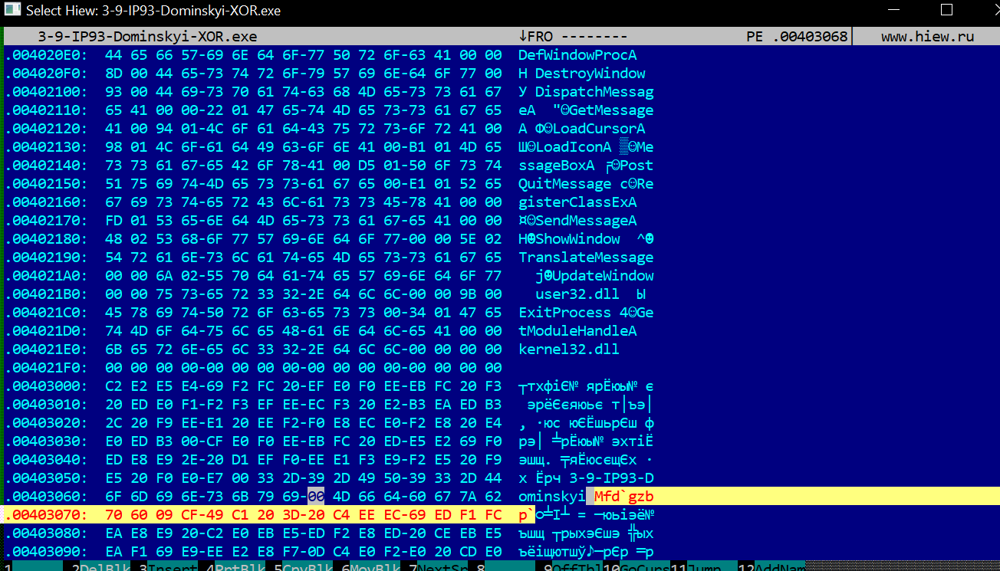 Select Hiew: 3-9-IP93-Dominskyi-XOR.exe
3-9-IP93-Dominskyi-XOR.exe ↓FRO -------- PE .00403068 www.hiew.ru
.004020E0: 44 65 66 57-69 6E 64 6F-77 50 72 6F-63 41 00 00 DefWindowProcA
.004020F0: 8D 00 44 65-73 74 72 6F-79 57 69 6E-64 6F 77 00 Н DestroyWindow
.00402100: 93 00 44 69-73 70 61 74-63 68 4D 65-73 73 61 67 У DispatchMessag
.00402110: 65 41 00 00-22 01 47 65-74 4D 65 73-73 61 67 65 eA "☺GetMessage
.00402120: 41 00 94 01-4C 6F 61 64-43 75 72 73-6F 72 41 00 A Ф☺LoadCursorA
.00402130: 98 01 4C 6F-61 64 49 63-6F 6E 41 00-B1 01 4D 65 Ш☺LoadIconA ▒☺Me
.00402140: 73 73 61 67-65 42 6F 78-41 00 D5 01-50 6F 73 74 ssageBoxA ╒☺Post
.00402150: 51 75 69 74-4D 65 73 73-61 67 65 00-E1 01 52 65 QuitMessage с☺Re
.00402160: 67 69 73 74-65 72 43 6C-61 73 73 45-78 41 00 00 gisterClassExA
.00402170: FD 01 53 65-6E 64 4D 65-73 73 61 67-65 41 00 00 ¤☺SendMessageA
.00402180: 48 02 53 68-6F 77 57 69-6E 64 6F 77-00 00 5E 02 H☻ShowWindow ^☻
.00402190: 54 72 61 6E-73 6C 61 74-65 4D 65 73-73 61 67 65 TranslateMessage
.004021A0: 00 00 6A 02-55 70 64 61-74 65 57 69-6E 64 6F 77 j☻UpdateWindow
.004021B0: 00 00 75 73-65 72 33 32-2E 64 6C 6C-00 00 9B 00 user32.dll Ы
.004021C0: 45 78 69 74-50 72 6F 63-65 73 73 00-34 01 47 65 ExitProcess 4☺Ge
.004021D0: 74 4D 6F 64-75 6C 65 48-61 6E 64 6C-65 41 00 00 tModuleHandleA
.004021E0: 6B 65 72 6E-65 6C 33 32-2E 64 6C 6C-00 00 00 00 kernel32.dll
.004021F0: 00 00 00 00-00 00 00 00-00 00 00 00-00 00 00 00
.00403000: C2 E2 E5 E4-69 F2 FC 20-EF E0 F0 EE-EB FC 20 F3 ┬тхфiЄ№ ярЁюы№ є
.00403010: 20 ED E0 F1-F2 F3 EF EE-EC F3 20 E2-B3 EA ED B3 эрёЄєяюьє т│ъэ│
.00403020: 2C 20 F9 EE-E1 20 EE F2-F0 E8 EC E0-F2 E8 20 E4 , ∙юс юЄЁшьрЄш ф
.00403030: E0 ED B3 00-CF E0 F0 EE-EB FC 20 ED-E5 E2 69 F0 рэ│ ╧рЁюы№ эхтiЁ
.00403040: ED E8 E9 2E-20 D1 EF F0-EE E1 F3 E9-F2 E5 20 F9 эшщ. ╤яЁюсєщЄх ∙
.00403050: E5 20 F0 E0-E7 00 33 2D-39 2D 49 50-39 33 2D 44 х Ёрч 3-9-IP93-D
.00403060: 6F 6D 69 6E-73 6B 79 69-00 4D 66 64-60 67 7A 62 ominskyi Mfd`gzb
.00403070: 70 60 09 CF-49 C1 20 3D-20 C4 EE EC-69 ED F1 FC p`○╧I┴ = ─юьiэё№
.00403080: EA E8 E9 20-C2 E0 EB E5-ED F2 E8 ED-20 CE EB E5 ъшщ ┬рыхэЄшэ ╬ых
.00403090: EA F1 69 E9-EE E2 E8 F7-0D C4 E0 F2-E0 20 CD E0 ъёiщютшў♪─рЄр ═р
1 2DelBlk 3Insert 4PrtBlk 5CpyBlk 6MovBlk 7NextSr 8 9OffTbl 10GoCurs 11Jump 12AddNam